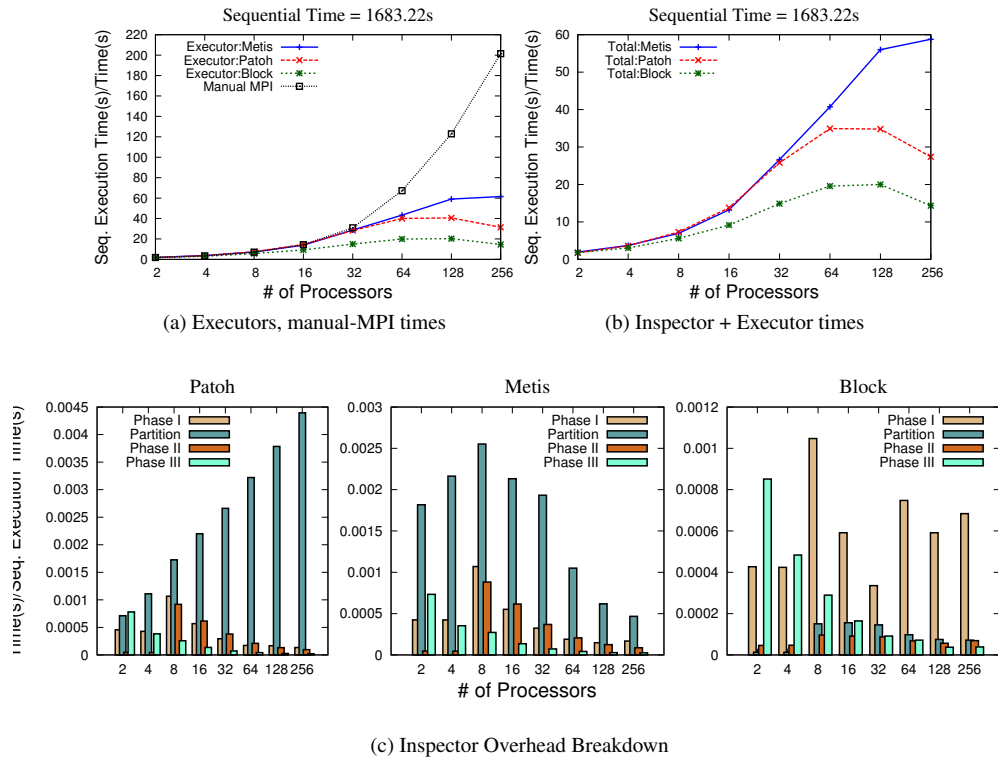 Sequential Time = 1683.22s
Seq. Execution Time(s)/Time(s)
220
200
180
160
140
120
100
80
60
40
20
0
Executor:Metis
Executor:Patoh
Executor:Block
Manual MPI
2 4 8 16 32 64 128 256
# of Processors
(a) Executors, manual-MPI times
Sequential Time = 1683.22s
Seq. Execution Time(s)/Time(s)
60
50
40
30
20
10
0
Total:Metis
Total:Patoh
Total:Block
2 4 8 16 32 64 128 256
# of Processors
(b) Inspector + Executor times
Patoh
Time(s)/Seq. Execution Time(s)
0.0045
0.004
0.0035
0.003
0.0025
0.002
0.0015
0.001
0.0005
0
Phase I
Partition
Phase II
Phase III
2 4 8 16 32 64 128 256
Metis
0.003
0.0025
0.002
0.0015
0.001
0.0005
0
Phase I
Partition
Phase II
Phase III
2 4 8 16 32 64 128 256
# of Processors
Block
0.0012
0.001
0.0008
0.0006
0.0004
0.0002
0
Phase I
Partition
Phase II
Phase III
2 4 8 16 32 64 128 256
(c) Inspector Overhead Breakdown